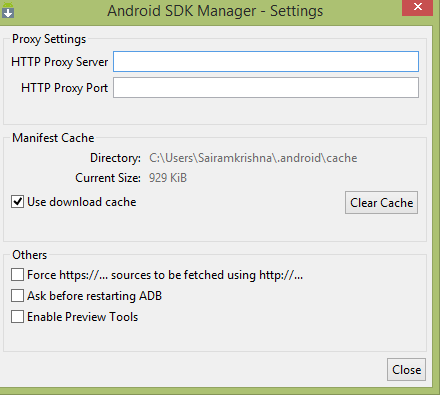 Android SDK Manager - Settings
Proxy Settings
HTTP Proxy Server
HTTP Proxy Port
Manifest Cache
Directory: C:\Users\Sairamkrishna\.android\cache
Current Size: 929 KiB
Use download cache Clear Cache
Others
Force https://... sources to be fetched using http://...
Ask before restarting ADB
Enable Preview Tools
Close